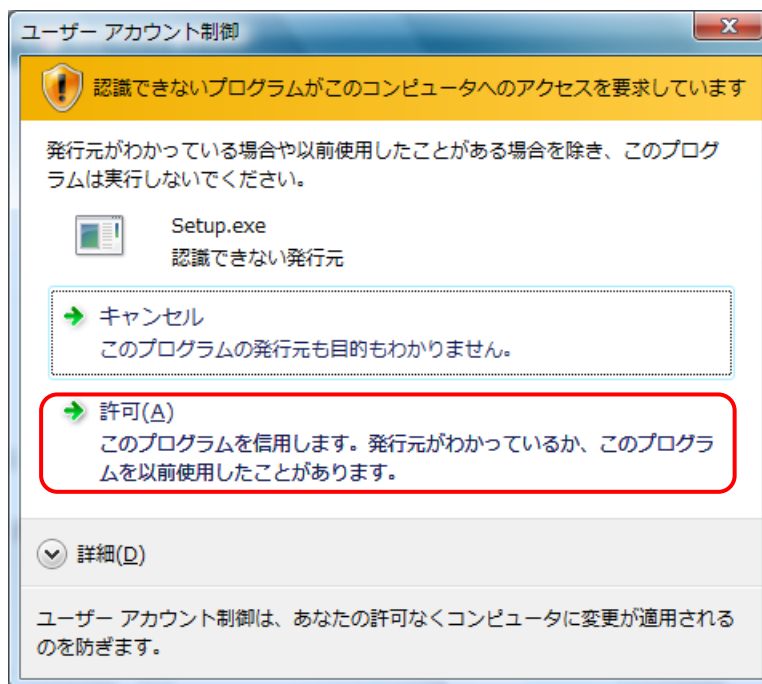 ユーザー アカウント制御
認識できないプログラムがこのコンピュータへのアクセスを要求しています
発行元がわかっている場合や以前使用したことがある場合を除き、このプログ
ラムは実行しないでください。
Setup.exe
認識できない発行元
キャンセル
このプログラムの発行元も目的もわかりません。
許可(A)
このプログラムを信用します。発行元がわかっているか、このプログラ
ムを以前使用したことがあります。
詳細(D)
ユーザー アカウント制御は、あなたの許可なくコンピュータに変更が適用される
のを防ぎます。